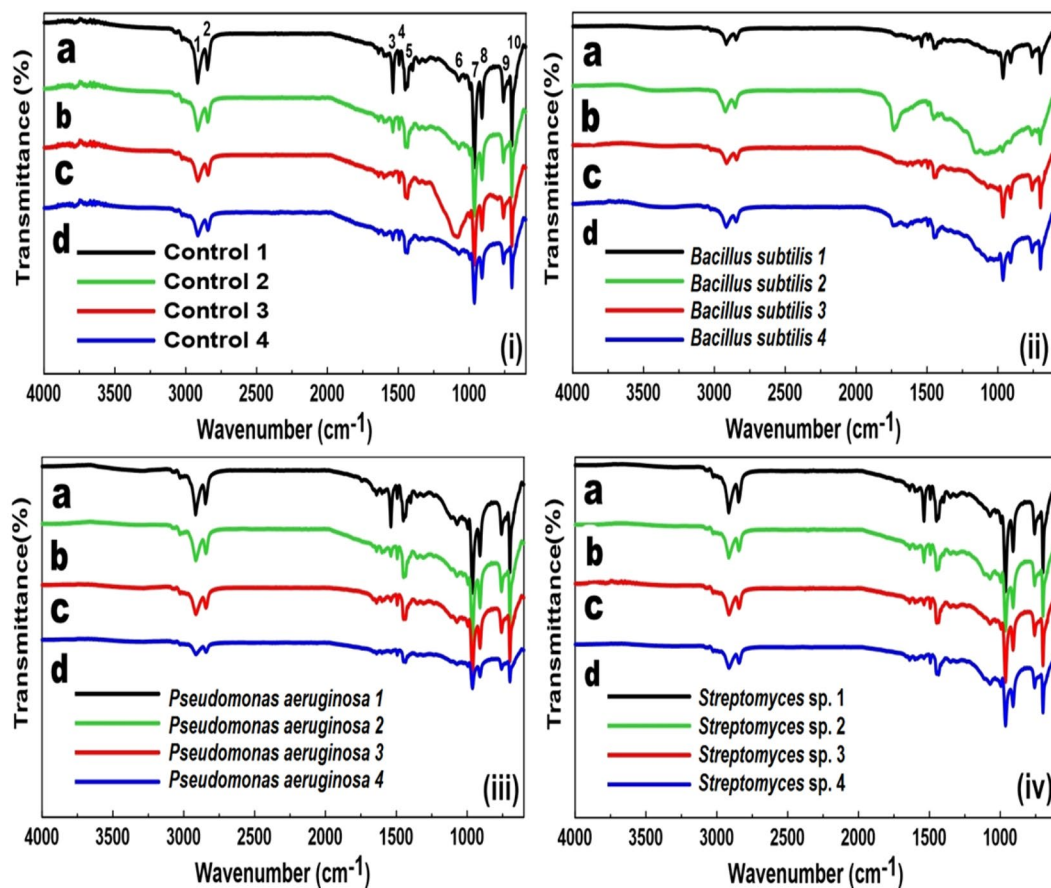 Transmittance (%)
a
b
c
d
1
2
3
4
5
6
7
8
9
10
Control 1
Control 2
Control 3
Control 4
(i)
4000 3500 3000 2500 2000 1500 1000
Wavenumber (cm-1)
Transmittance(%)
a
b
c
d
Bacillus subtilis 1
Bacillus subtilis 2
Bacillus subtilis 3
Bacillus subtilis 4
(ii)
4000 3500 3000 2500 2000 1500 1000
Wavenumber (cm-1)
Transmittance(%)
a
b
c
d
Pseudomonas aeruginosa 1
Pseudomonas aeruginosa 2
Pseudomonas aeruginosa 3
Pseudomonas aeruginosa 4
(iii)
4000 3500 3000 2500 2000 1500 1000
Wavenumber (cm-1)
Transmittance(%)
a
b
c
d
Streptomyces sp. 1
Streptomyces sp. 2
Streptomyces sp. 3
Streptomyces sp. 4
(iv)
4000 3500 3000 2500 2000 1500 1000
Wavenumber (cm-1)